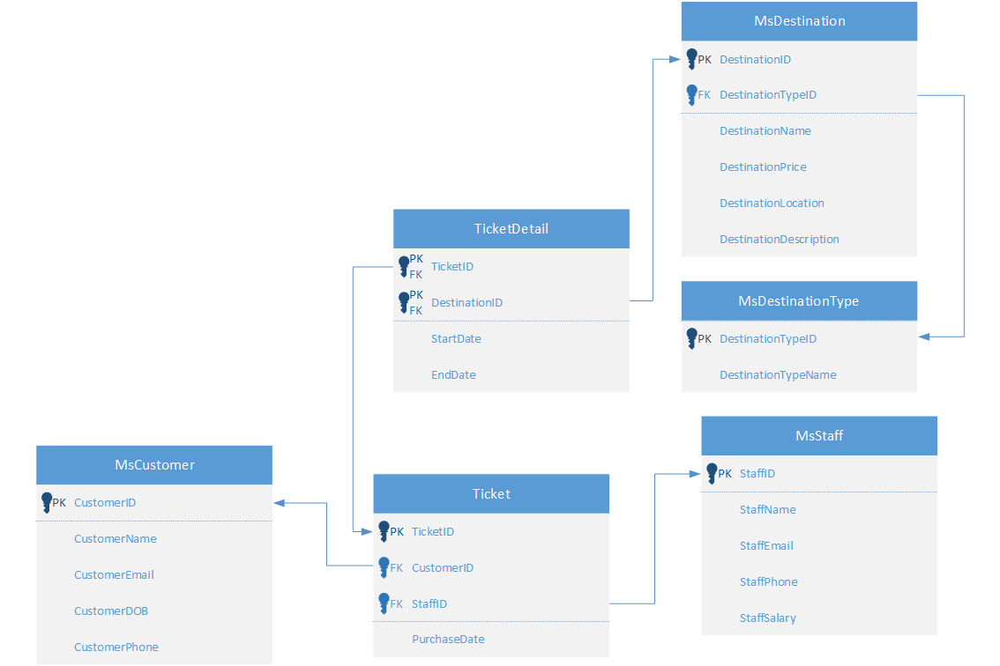 MsDestination
PK DestinationID
FK DestinationTypeID
DestinationName
DestinationPrice
DestinationLocation
DestinationDescription
TicketDetail
PK
FK TicketID
PK
FK DestinationID
StartDate
EndDate
MsDestinationType
PK DestinationTypeID
DestinationTypeName
MsCustomer
PK CustomerID
CustomerName
CustomerEmail
CustomerDOB
CustomerPhone
Ticket
PK TicketID
FK CustomerID
FK StaffID
PurchaseDate
MsStaff
PK StaffID
StaffName
StaffEmail
StaffPhone
StaffSalary